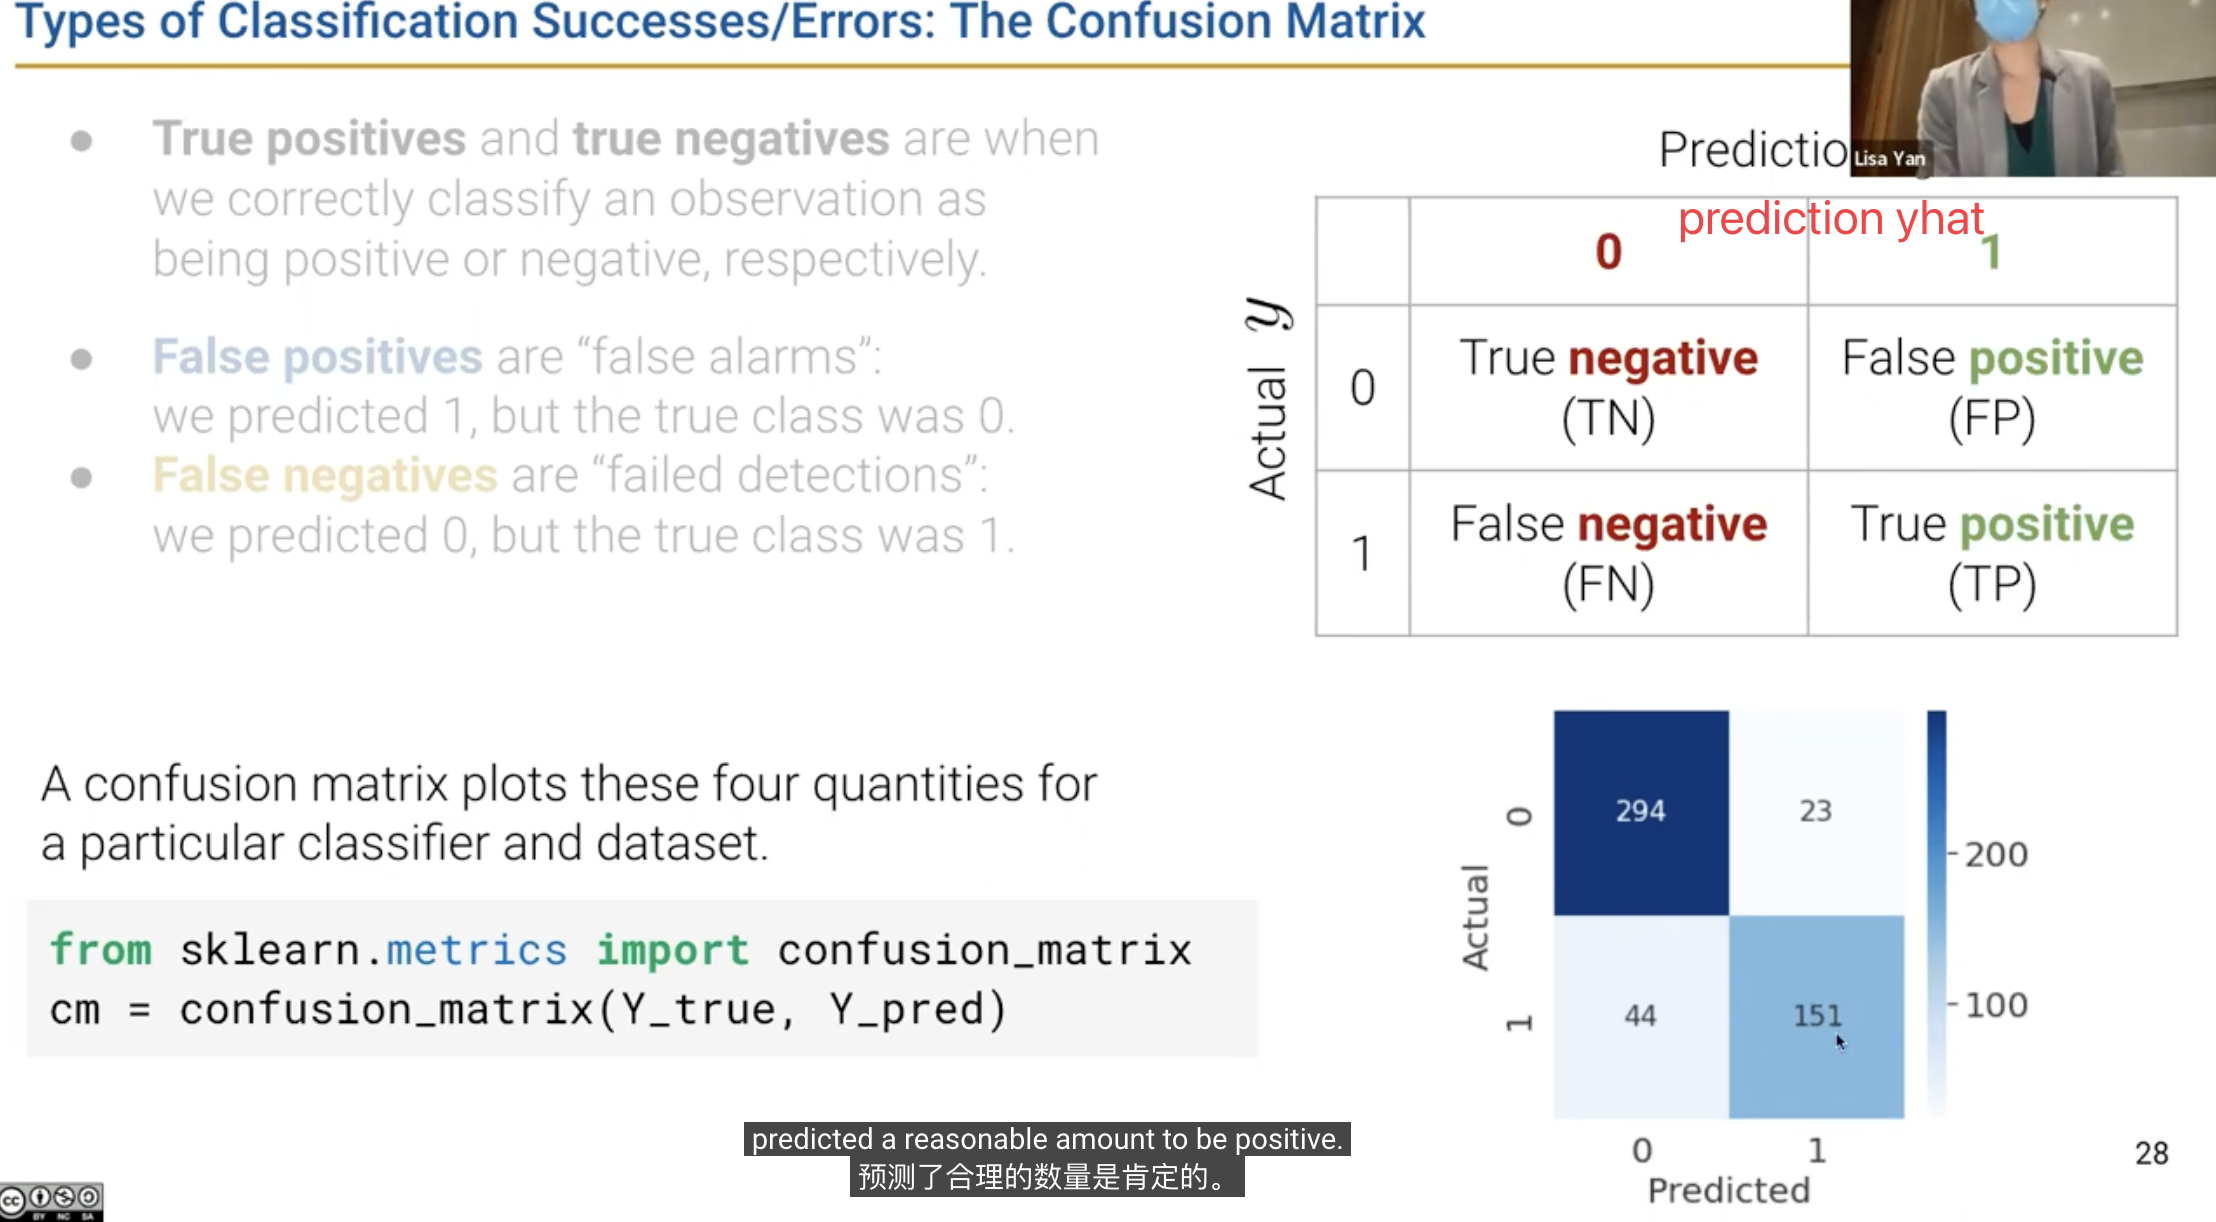 Types of Classification Successes/Errors: The Confusion Matrix
● True positives and true negatives are when
we correctly classify an observation as
being positive or negative, respectively.
● False positives are “false alarms”:
we predicted 1, but the true class was 0.
● False negatives are “failed detections”:
we predicted 0, but the true class was 1.
Predictio
Lisa Yan
prediction yhat
0 1
Actual y
0 True negative (TN) False positive (FP)
1 False negative (FN) True positive (TP)
A confusion matrix plots these four quantities for
a particular classifier and dataset.
from sklearn.metrics import confusion_matrix
cm = confusion_matrix(Y_true, Y_pred)
Actual
0 294 23
1 44 151
0 1
Predicted
200
100
predicted a reasonable amount to be positive.
预测了合理的数量是肯定的。
28
cc BY NC SA